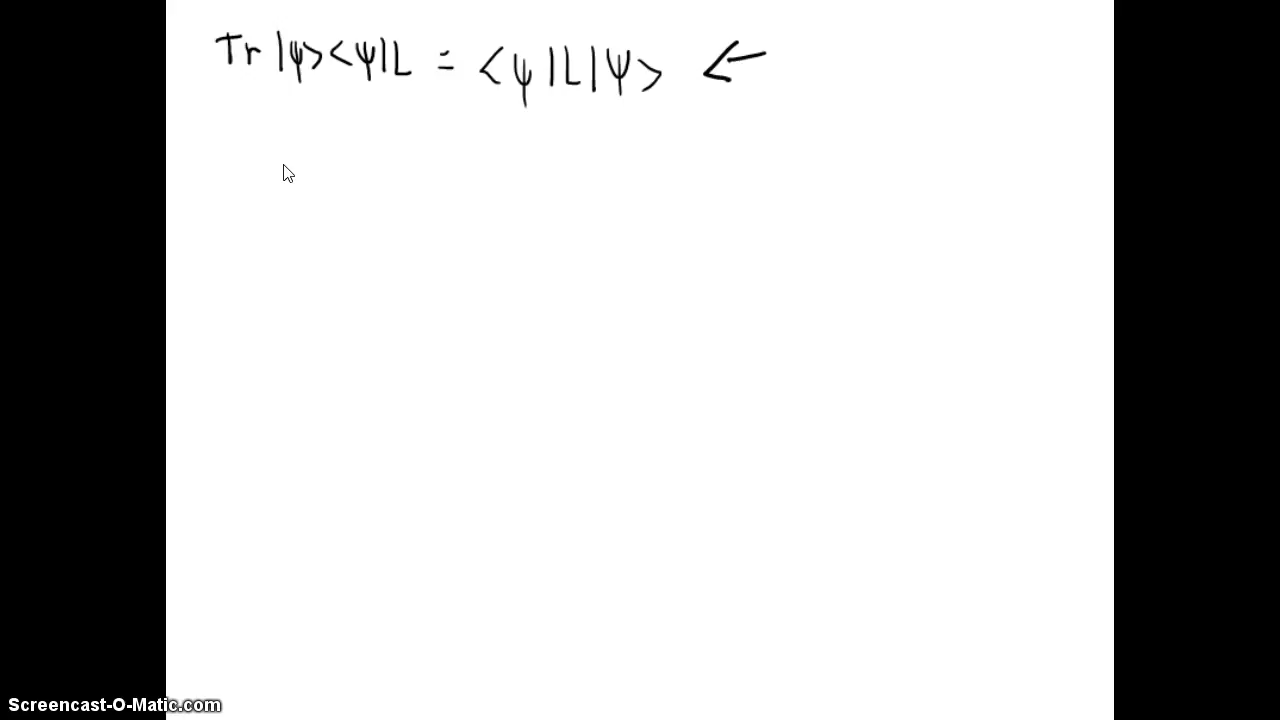 Tr |ψ><ψ|L = <ψ|L|ψ> ←
Screencast-O-Matic.com